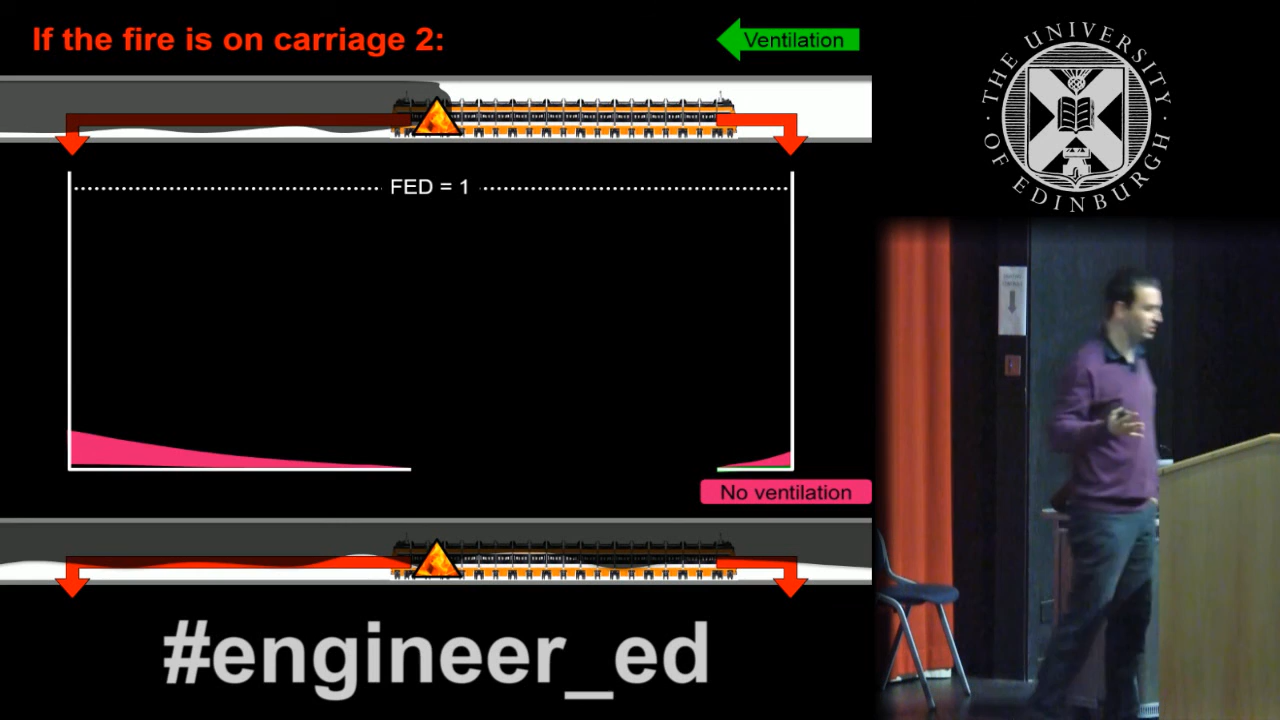 If the fire is on carriage 2:
Ventilation
THE UNIVERSITY
OF EDINBURGH
FED = 1
No ventilation
#engineer_ed